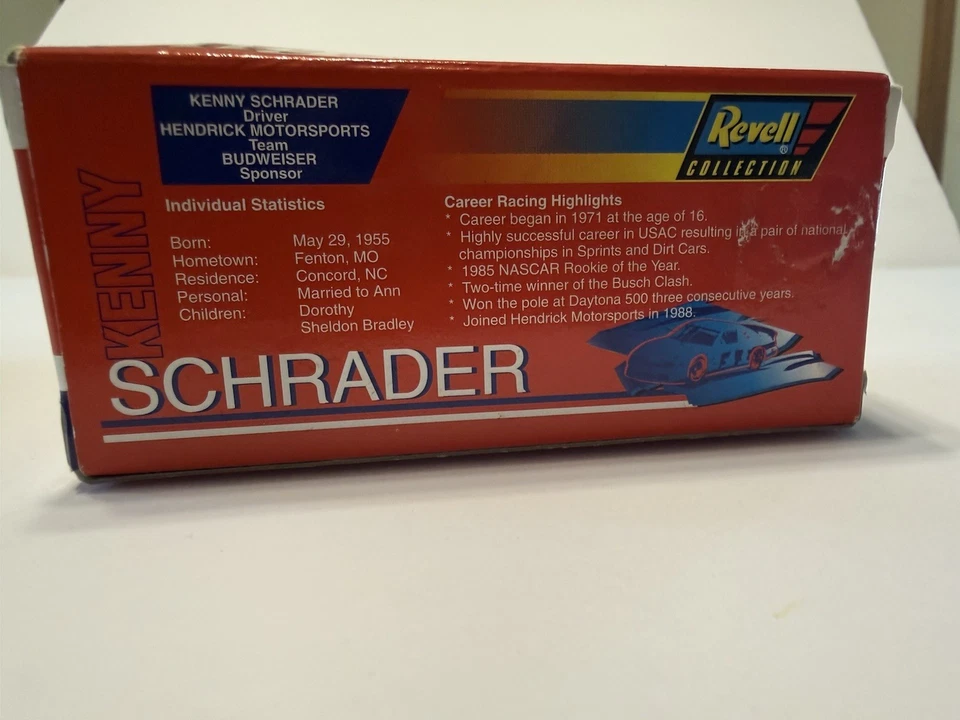 KENNY SCHRADER
Driver
HENDRICK MOTORSPORTS
Team
BUDWEISER
Sponsor
Revell ®
COLLECTION
Individual Statistics
Born: May 29, 1955
Hometown: Fenton, MO
Residence: Concord, NC
Personal: Married to Ann
Children: Dorothy
Sheldon Bradley
Career Racing Highlights
* Career began in 1971 at the age of 16.
* Highly successful career in USAC resulting in a pair of national
championships in Sprints and Dirt Cars.
* 1985 NASCAR Rookie of the Year.
* Two-time winner of the Busch Clash.
* Won the pole at Daytona 500 three consecutive years.
* Joined Hendrick Motorsports in 1988.
KENNY
SCHRADER